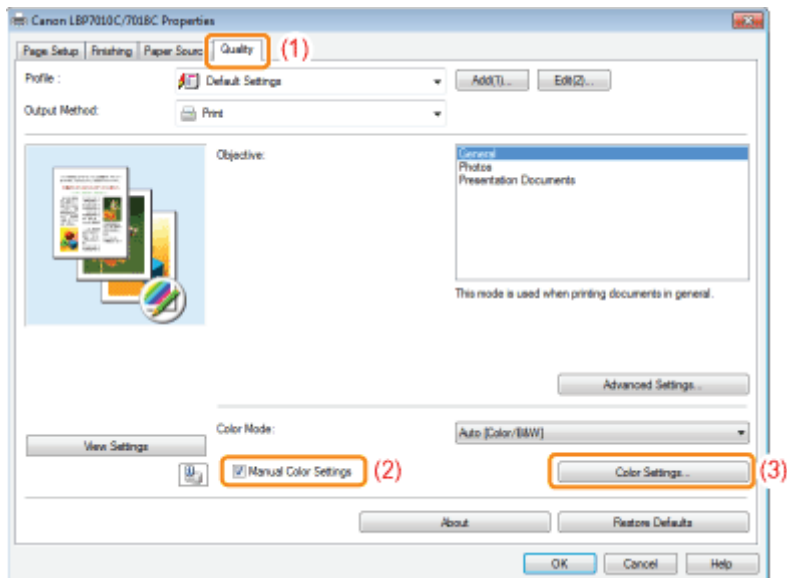 Canon LBP7010C/7018C Properties
Page Setup Finishing Paper Source Quality (1)
Profile : Default Settings Add(1)... Edit(2)...
Output Method: Print
Objective: General
Photos
Presentation Documents
This mode is used when printing documents in general.
Advanced Settings...
Color Mode: Auto [Color/B&W]
View Settings
Manual Color Settings (2) Color Settings... (3)
About Restore Defaults
OK Cancel Help